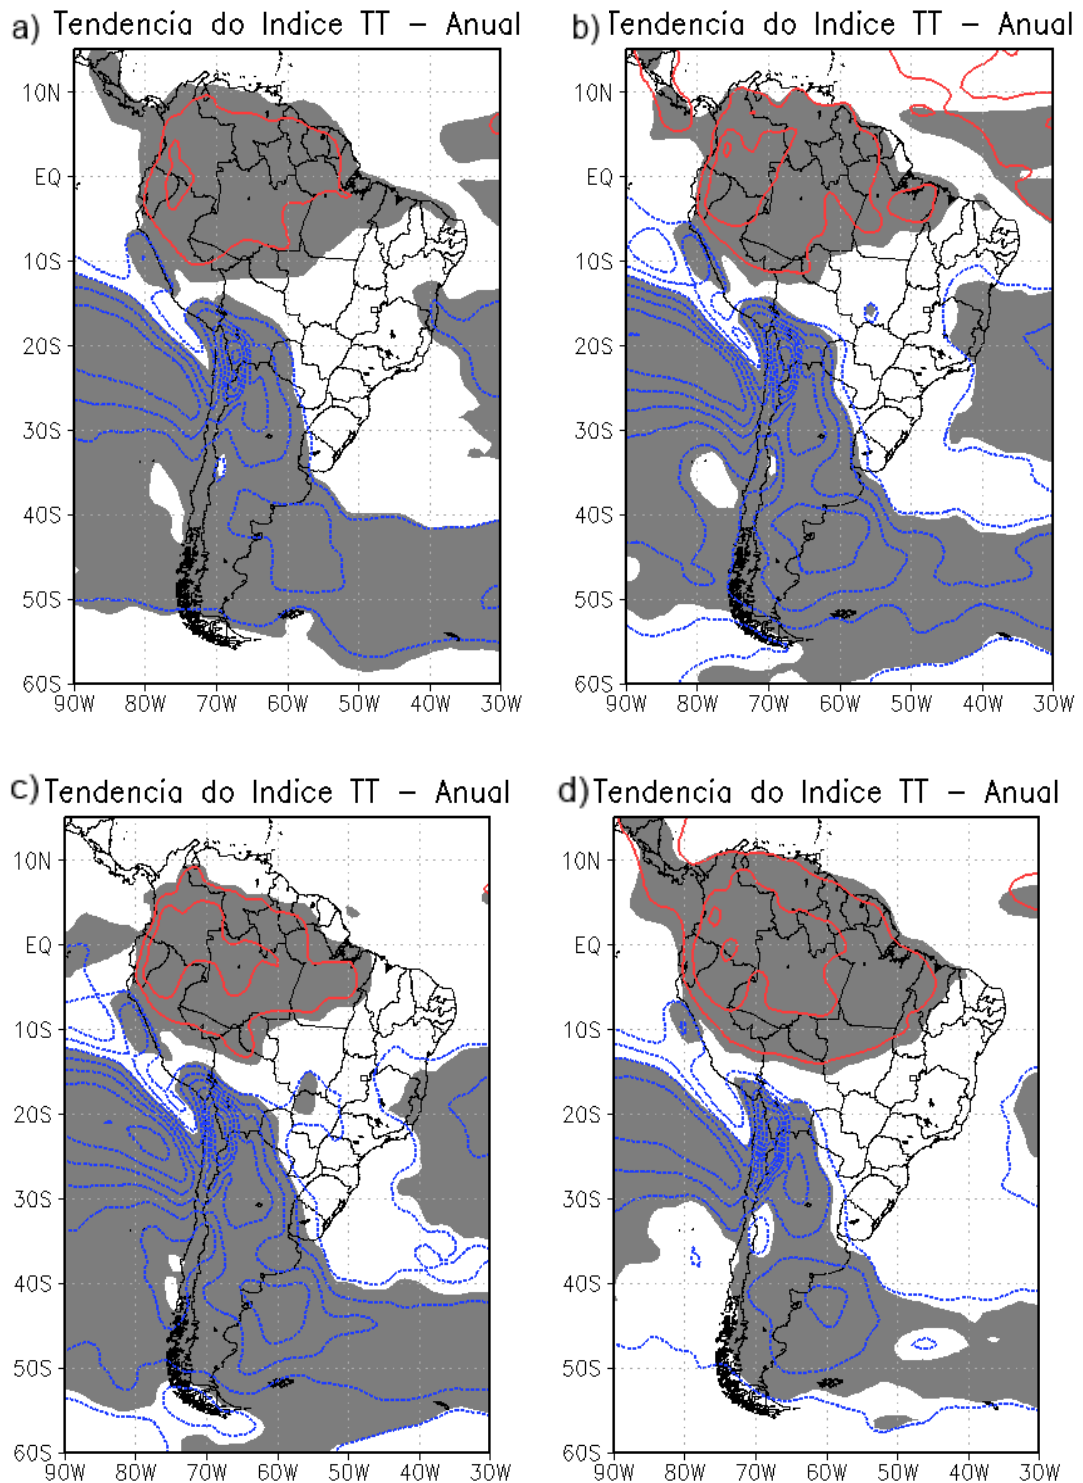 a) Tendencia do Indice TT – Anual
10N
EQ
10S
20S
30S
40S
50S
60S
90W 80W 70W 60W 50W 40W 30W
b) Tendencia do Indice TT – Anual
10N
EQ
10S
20S
30S
40S
50S
60S
90W 80W 70W 60W 50W 40W 30W
c) Tendencia do Indice TT – Anual
10N
EQ
10S
20S
30S
40S
50S
60S
90W 80W 70W 60W 50W 40W 30W
d) Tendencia do Indice TT – Anual
10N
EQ
10S
20S
30S
40S
50S
60S
90W 80W 70W 60W 50W 40W 30W